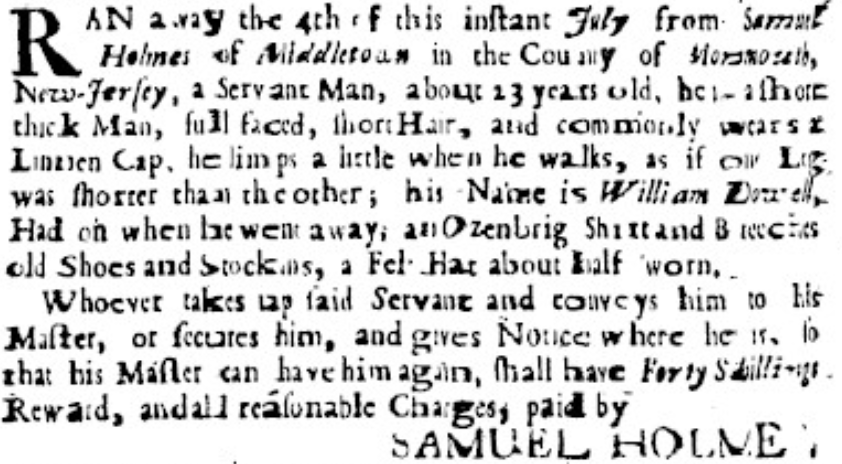 RAN away the 4th of this inſtant July from Samuel
Holmes of Middletown in the County of Monmouth,
New-Jerſey, a Servant Man, about 23 years old, he is a ſhort
thick Man, full faced, ſhort Hair, and commonly wears a
Linnen Cap, he limps a little when he walks, as if one Leg
was ſhorter than the other; his Name is William
Had on when he went away; an Ozenbrig Shirt and Breeches
old Shoes and Stockins, a Felt Hat about half worn,
Whoever takes up ſaid Servant and conveys him to his
Maſter, or ſecures him, and gives Notice where he is, ſo
that his Maſter can have him again, ſhall have Forty Shillings
Reward, and all reaſonable Charges, paid by
SAMUEL HOLMES